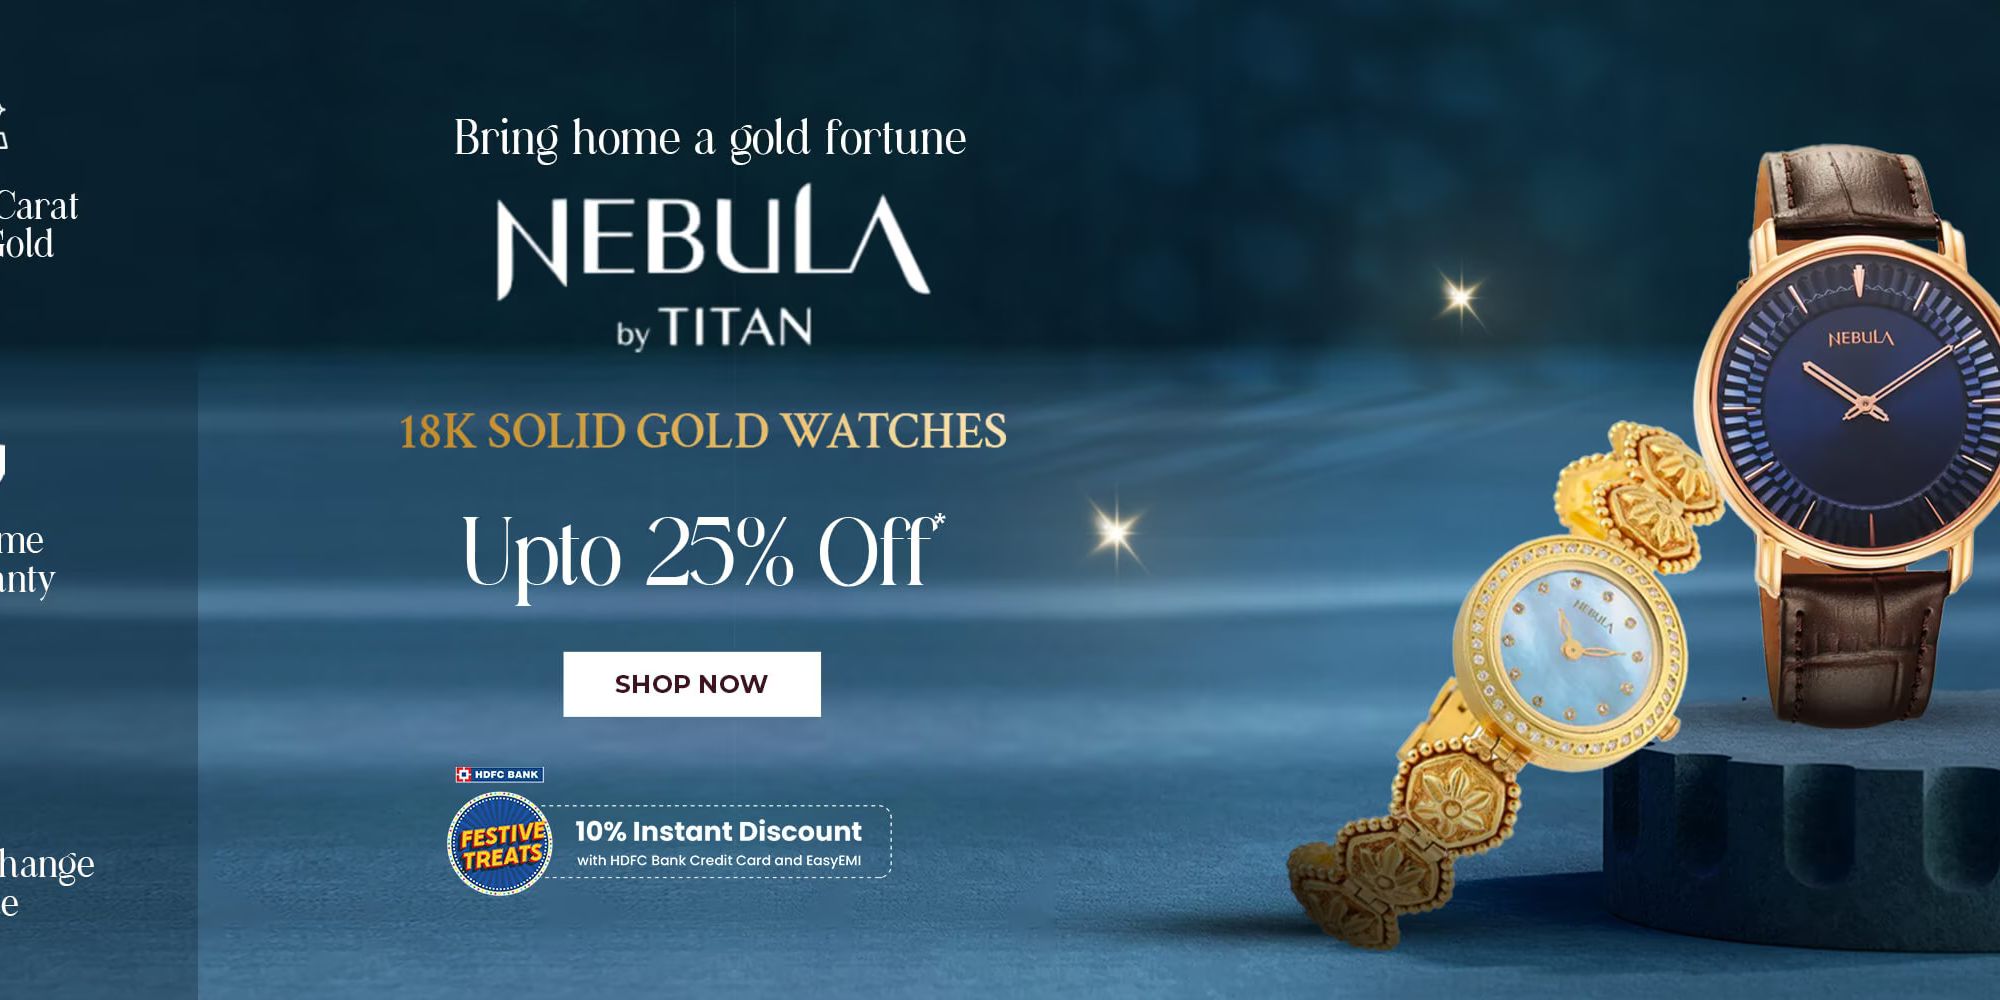 Carat
Gold
me
anty
hange
e
Bring home a gold fortune
NEBULA
by TITAN
18K SOLID GOLD WATCHES
Upto 25% Off*
SHOP NOW
HDFC BANK
FESTIVE
TREATS
10% Instant Discount
with HDFC Bank Credit Card and EasyEMI
NEBULA
NEBULA